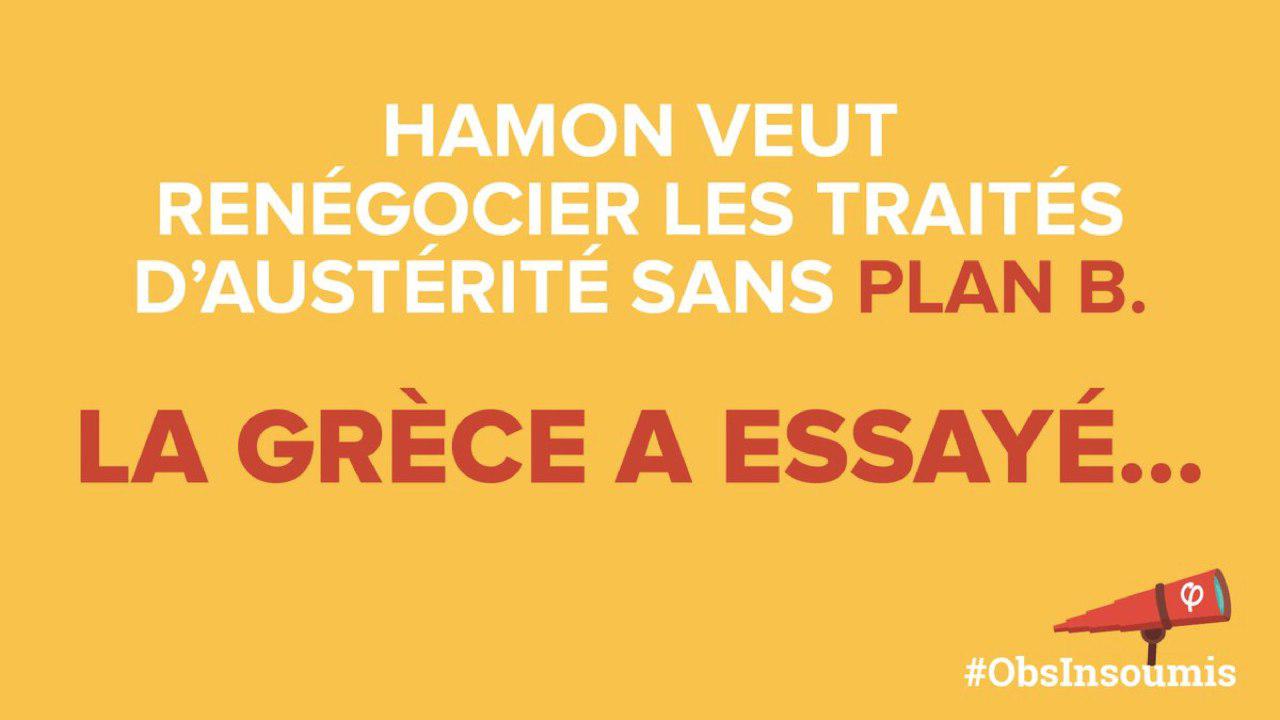 HAMON VEUT
RENÉGOCIER LES TRAITÉS
D’AUSTÉRITÉ SANS PLAN B.
LA GRÈCE A ESSAYÉ...
φ
#ObsInsoumis